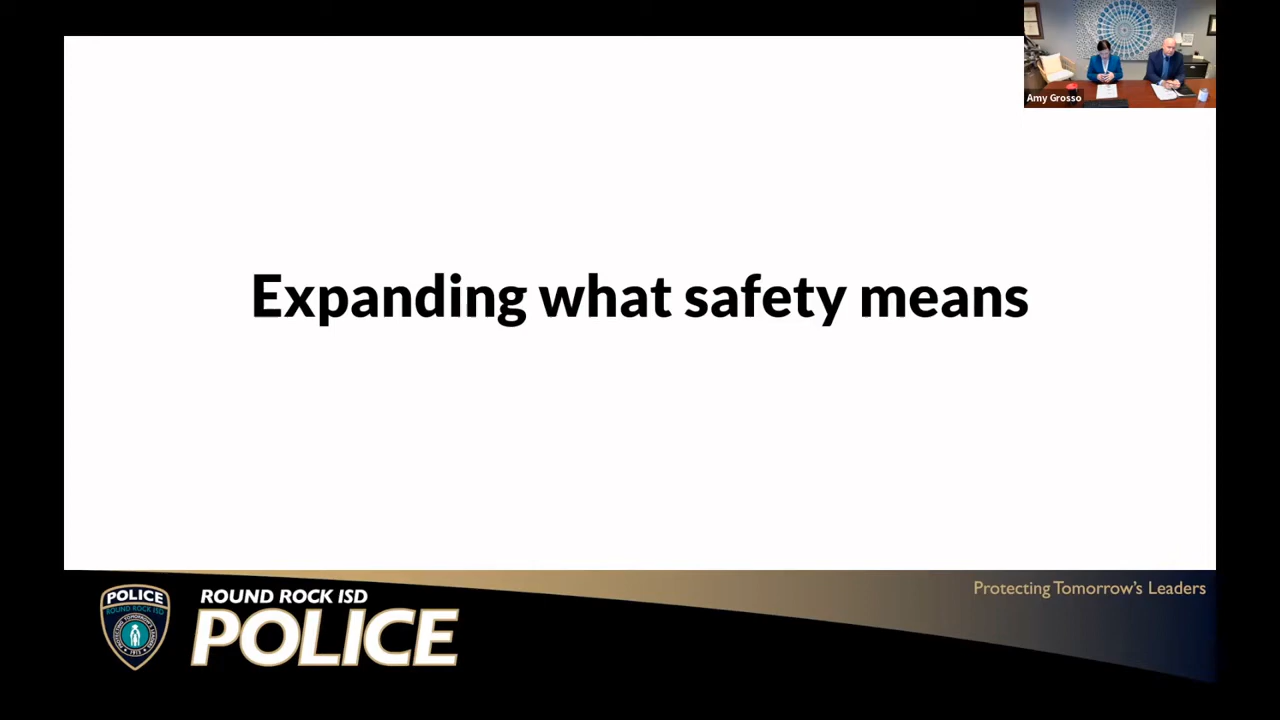 Amy Grosso
Expanding what safety means
Protecting Tomorrow's Leaders
POLICE
ROUND ROCK ISD
ROUND ROCK ISD
POLICE